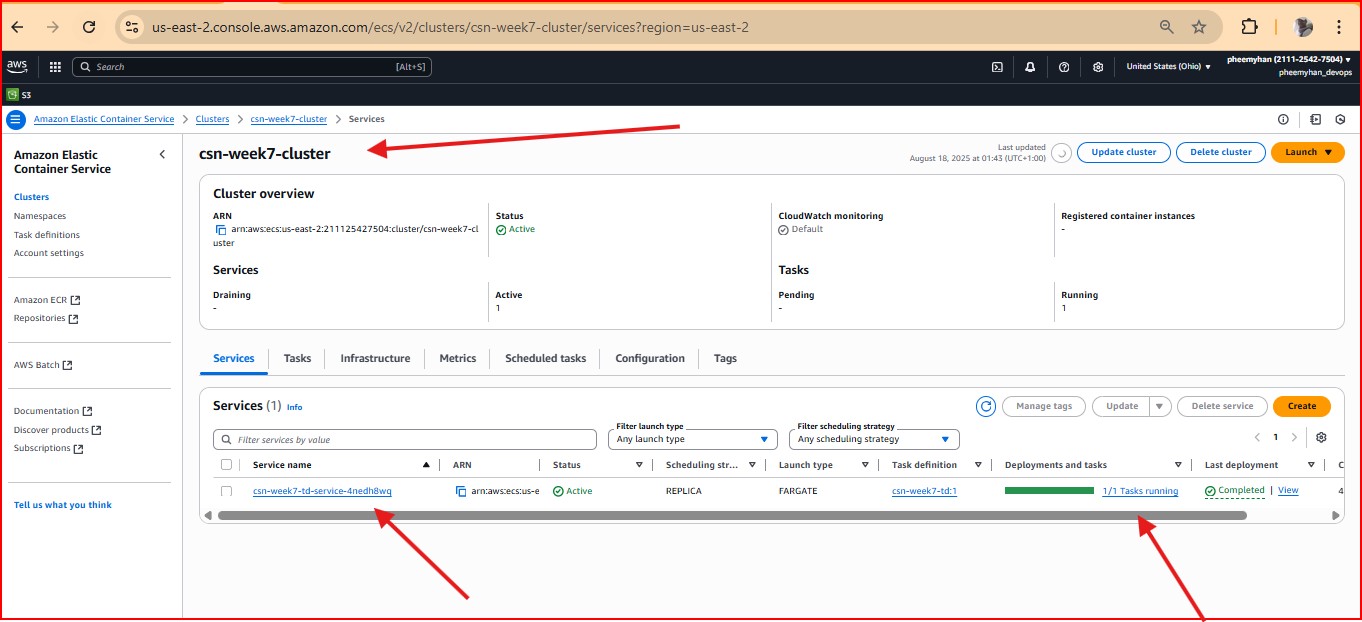 us-east-2.console.aws.amazon.com/ecs/v2/clusters/csn-week7-cluster/services?region=us-east-2
aws
Search
[Alt+S]
United States (Ohio)
pheemyhan (2111-2542-7504)
pheemyhan_devops
S3
Amazon Elastic Container Service
Clusters
csn-week7-cluster
Services
Amazon Elastic
Container Service
Clusters
Namespaces
Task definitions
Account settings
Amazon ECR
Repositories
AWS Batch
Documentation
Discover products
Subscriptions
Tell us what you think
csn-week7-cluster
Last updated
August 18, 2025 at 01:43 (UTC+1:00)
Update cluster
Delete cluster
Launch
Cluster overview
ARN
arn:aws:ecs:us-east-2:211125427504:cluster/csn-week7-cl
uster
Status
Active
CloudWatch monitoring
Default
Registered container instances
-
Services
Tasks
Draining
-
Active
1
Pending
-
Running
1
Services
Tasks
Infrastructure
Metrics
Scheduled tasks
Configuration
Tags
Services (1) Info
Manage tags
Update
Delete service
Create
Filter services by value
Filter launch type
Any launch type
Filter scheduling strategy
Any scheduling strategy
1
Service name
ARN
Status
Scheduling str...
Launch type
Task definition
Deployments and tasks
Last deployment
C
csn-week7-td-service-4nedh8wq
arn:aws:ecs:us-e
Active
REPLICA
FARGATE
csn-week7-td:1
1/1 Tasks running
Completed | View
4